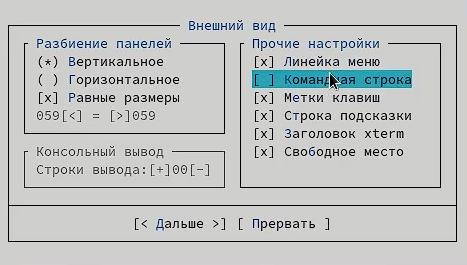 Внешний вид
Разбиение панелей
(*) Вертикальное
( ) Горизонтальное
[x] Равные размеры
059[<] = [>]059
Консольный вывод
Строки вывода:[+]00[-]
Прочие настройки
[x] Линейка меню
[ ] Командная строка
[x] Метки клавиш
[x] Строка подсказки
[x] Заголовок xterm
[x] Свободное место
[< Дальше >] [ Прервать ]